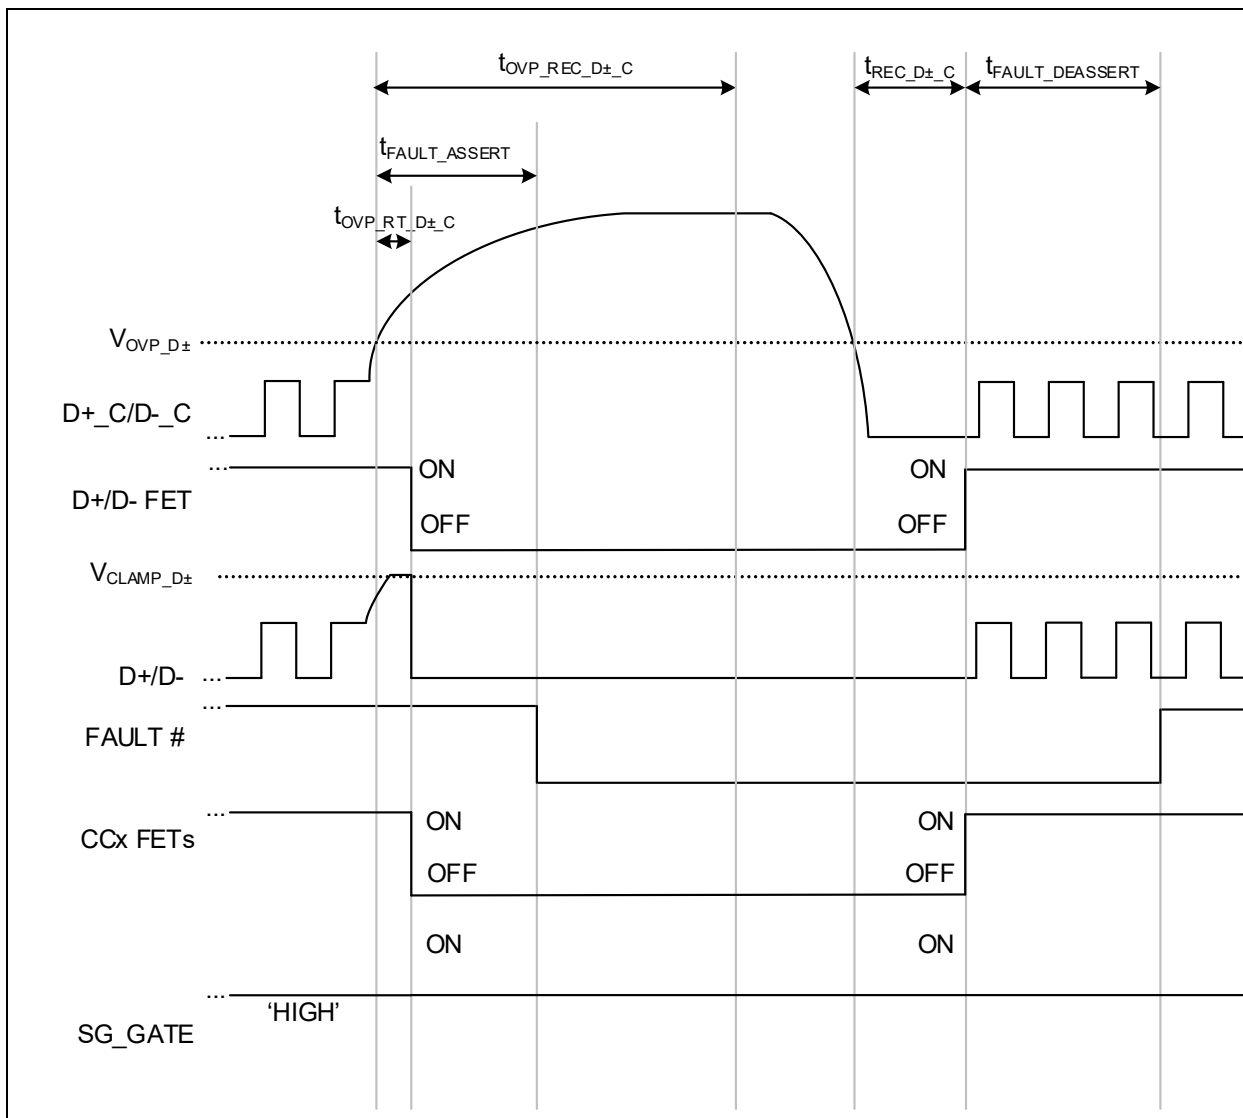 tOVP_REC_D±_C
tREC_D±_C
tFAULT_DEASSERT
tFAULT_ASSERT
tOVP_RT_D±_C
VOVP_D±
D+_C/D-_C
...
...
ON
ON
D+/D- FET
OFF
OFF
VCLAMP_D±
D+/D-
...
...
FAULT #
...
ON
ON
CCx FETs
OFF
OFF
ON
ON
...
'HIGH'
SG_GATE